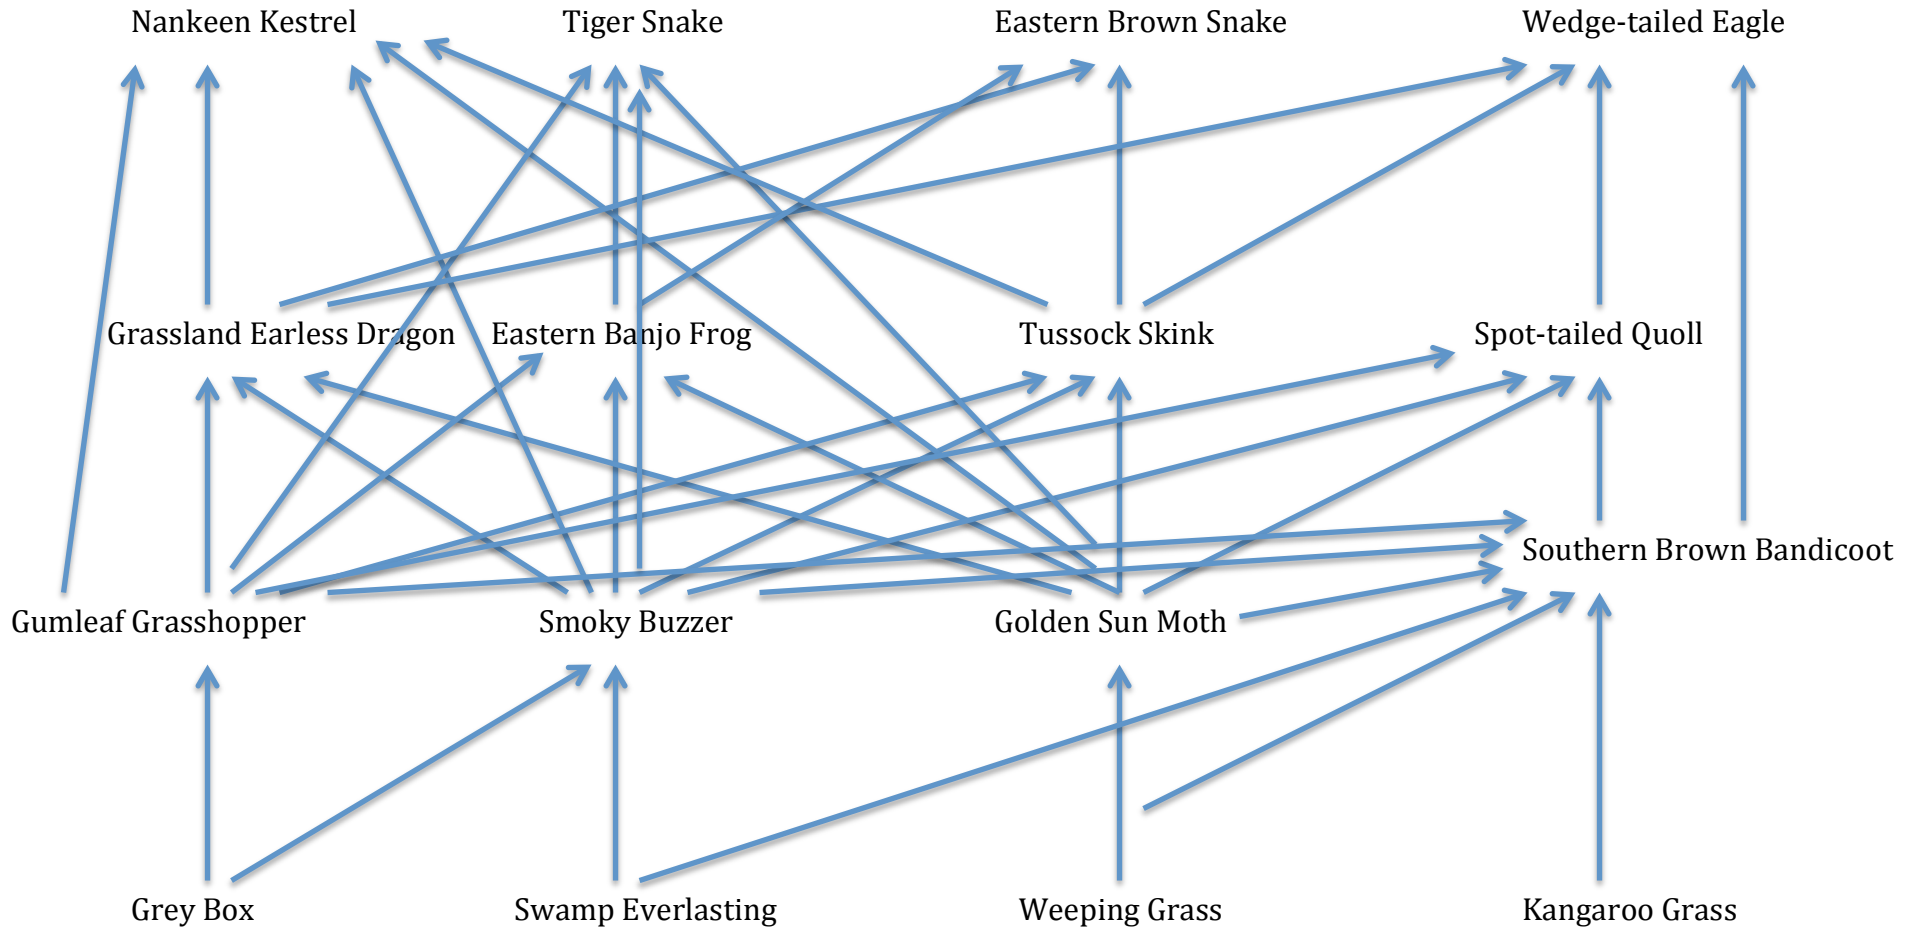 Nankeen Kestrel
Tiger Snake
Eastern Brown Snake
Wedge-tailed Eagle
Grassland Earless Dragon
Eastern Banjo Frog
Tussock Skink
Spot-tailed Quoll
Southern Brown Bandicoot
Gumleaf Grasshopper
Smoky Buzzer
Golden Sun Moth
Grey Box
Swamp Everlasting
Weeping Grass
Kangaroo Grass